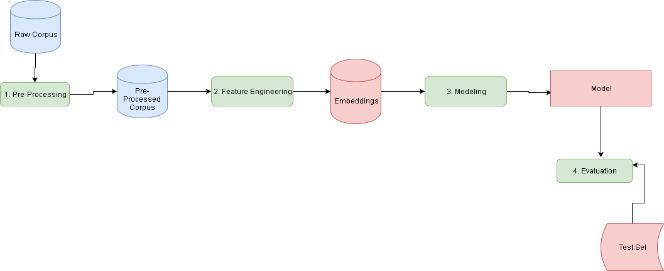 Raw Corpus
1. Pre-Processing
Pre-
Processed
Corpus
2. Feature Engineering
Embeddings
3. Modeling
Model
4. Evaluation
Test Set